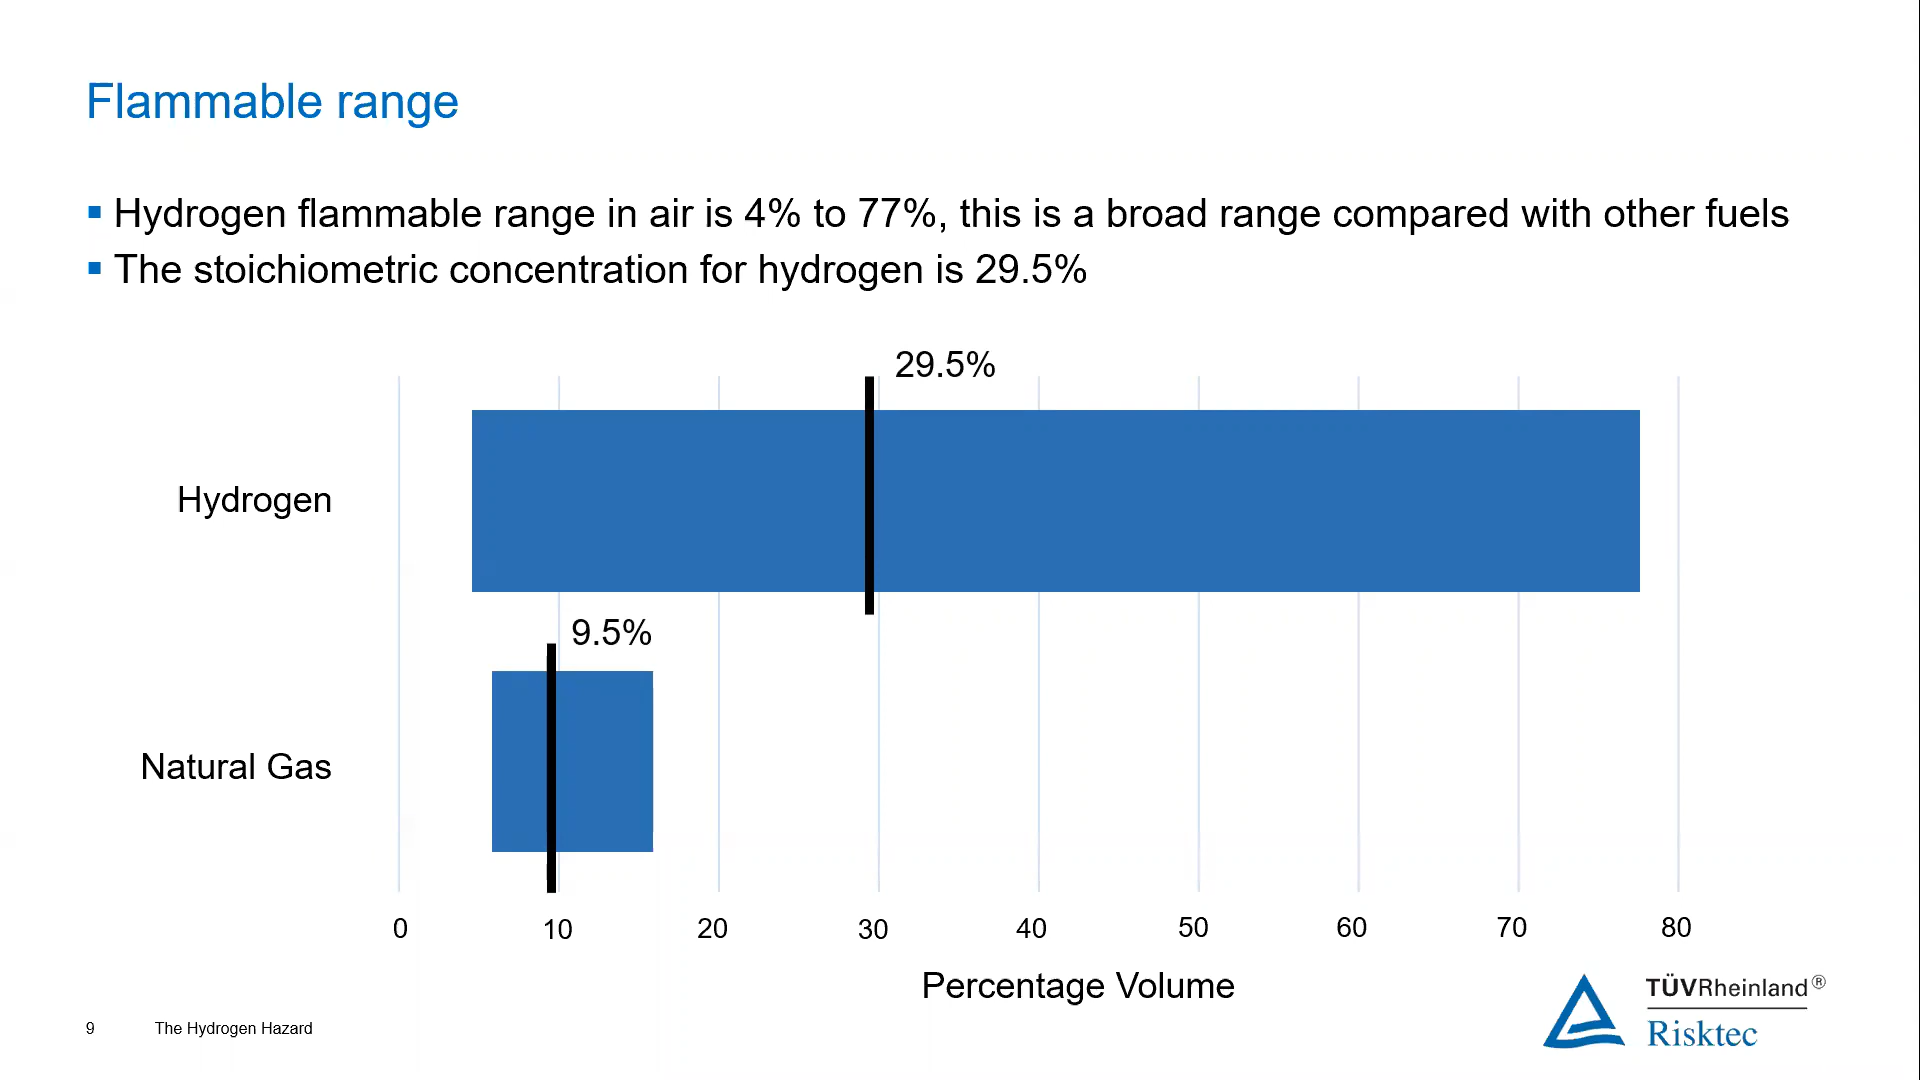 Flammable range
▪ Hydrogen flammable range in air is 4% to 77%, this is a broad range compared with other fuels
▪ The stoichiometric concentration for hydrogen is 29.5%
29.5%
Hydrogen
9.5%
Natural Gas
0 10 20 30 40 50 60 70 80
Percentage Volume
TÜVRheinland®
Risktec
9 The Hydrogen Hazard